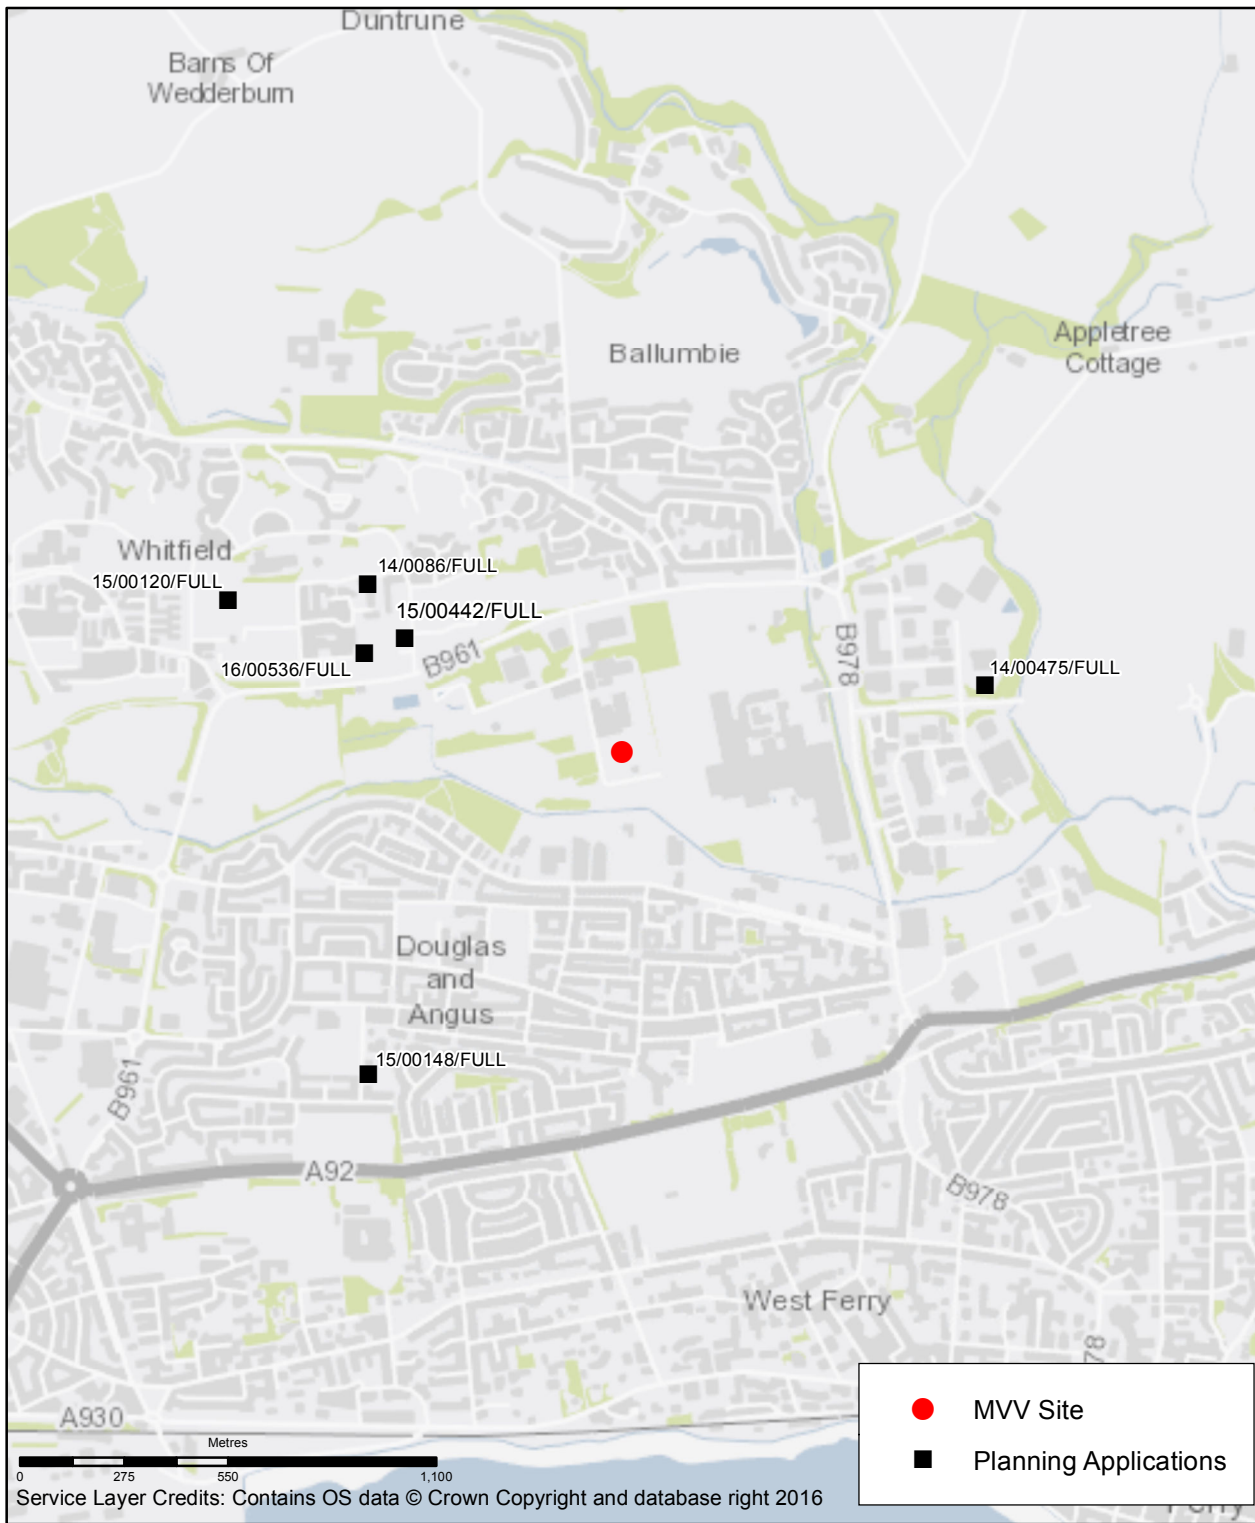 Duntrune
Barns Of
Wedderburn
Ballumbie
Appletree
Cottage
Whitfield
14/0086/FULL
15/00120/FULL
15/00442/FULL
16/00536/FULL
B961
B978
14/00475/FULL
Douglas
and
Angus
15/00148/FULL
B961
A92
B978
West Ferry
78
A930
MVV Site
Planning Applications
Metres
0 275 550 1,100
Service Layer Credits: Contains OS data © Crown Copyright and database right 2016